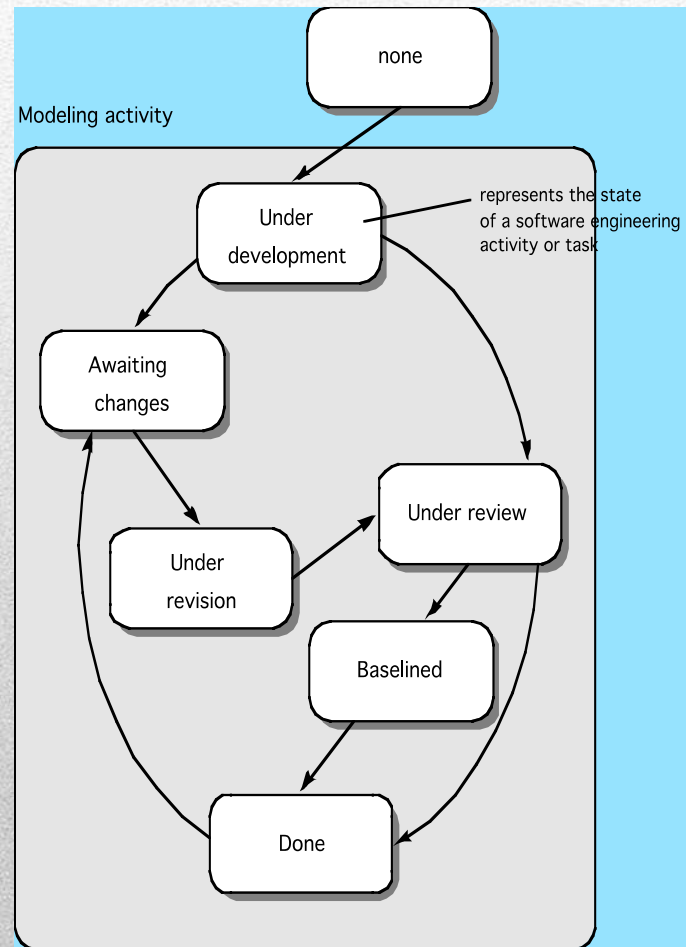 none
Modeling activity
represents the state
of a software engineering
activity or task
Under
development
Awaiting
changes
Under review
Under
revision
Baselined
Done